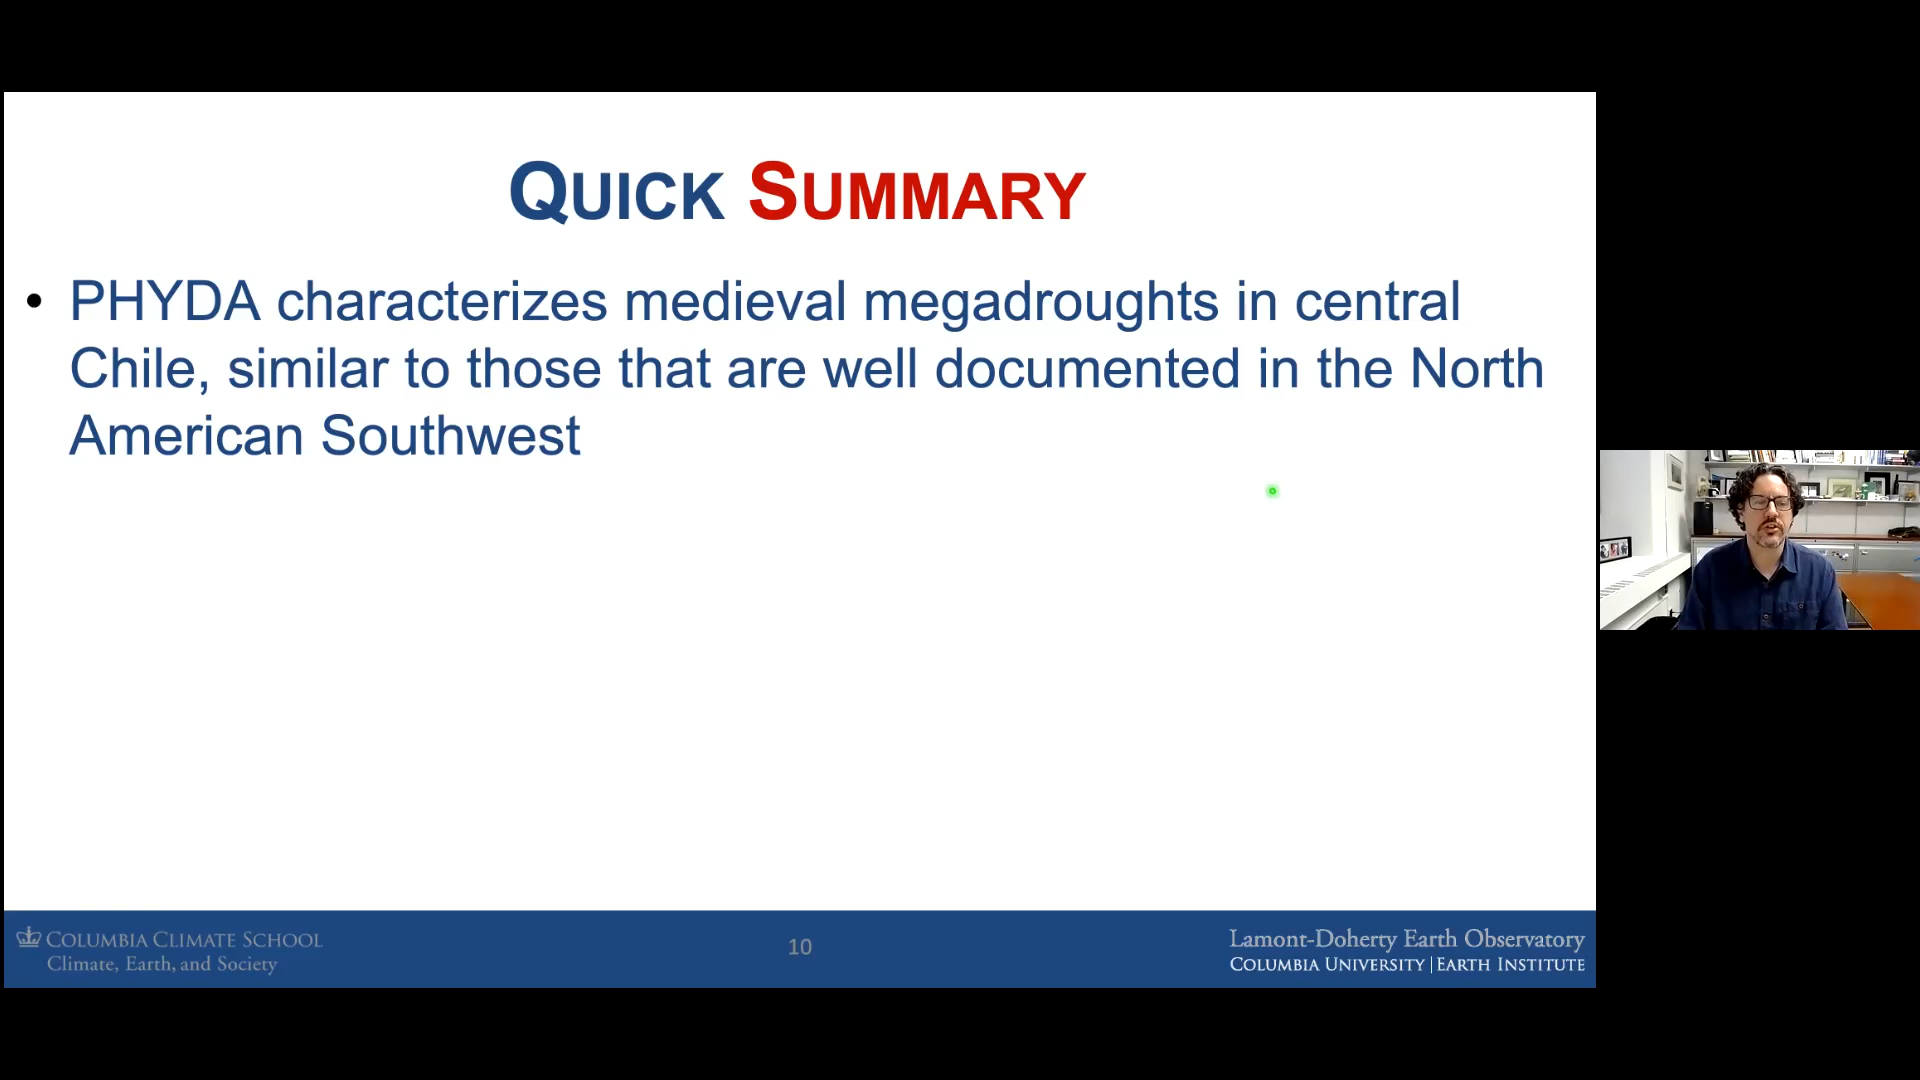 QUICK SUMMARY
• PHYDA characterizes medieval megadroughts in central
Chile, similar to those that are well documented in the North
American Southwest
COLUMBIA CLIMATE SCHOOL
Climate, Earth, and Society
10
Lamont-Doherty Earth Observatory
COLUMBIA UNIVERSITY | EARTH INSTITUTE